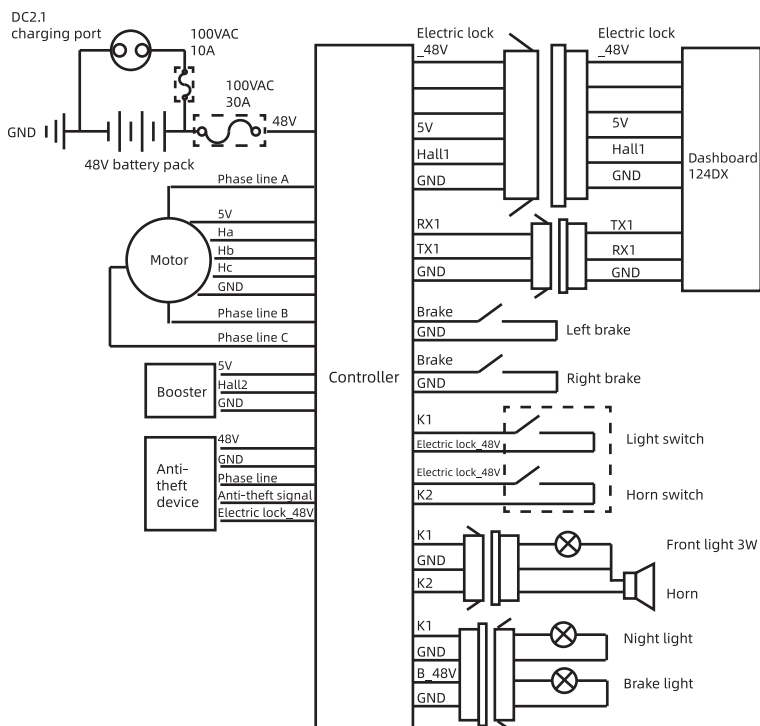 DC2.1
charging port
100VAC
10A
100VAC
30A
48V
GND
48V battery pack
Phase line A
5V
Ha
Hb
Hc
GND
Phase line B
Phase line C
Motor
5V
Hall2
GND
Booster
48V
GND
Phase line
Anti-theft signal
Electric lock_48V
Anti-
theft
device
Controller
Electric lock
_48V
5V
Hall1
GND
Electric lock
_48V
5V
Hall1
GND
Dashboard
124DX
RX1
TX1
GND
TX1
RX1
GND
Brake
GND
Left brake
Brake
GND
Right brake
K1
Electric lock_48V
Light switch
Electric lock_48V
K2
Horn switch
K1
GND
K2
Front light 3W
Horn
K1
GND
B_48V
GND
Night light
Brake light